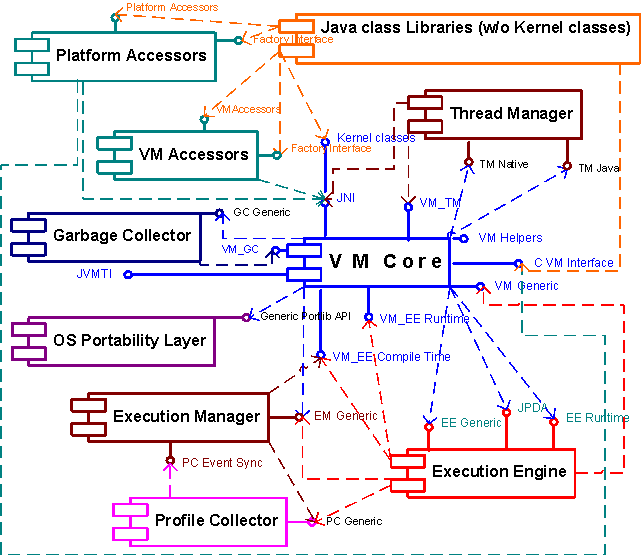 Platform Accessors
Java class Libraries (w/o Kernel classes)
Factory Interface
Platform Accessors
VMAccessors
Thread Manager
Kernel classes
VM Accessors
Factory Interface
TM Native
TM Java
JNI
VM_TM
GC Generic
Garbage Collector
VM_GC
VM Helpers
VM Core
C VM Interface
JVMTI
VM Generic
Generic Portlib API
VM_EE Runtime
OS Portability Layer
VM_EE Compile Time
Execution Manager
EM Generic
JPDA
EE Generic
EE Runtime
PC Event Sync
Execution Engine
Profile Collector
PC Generic